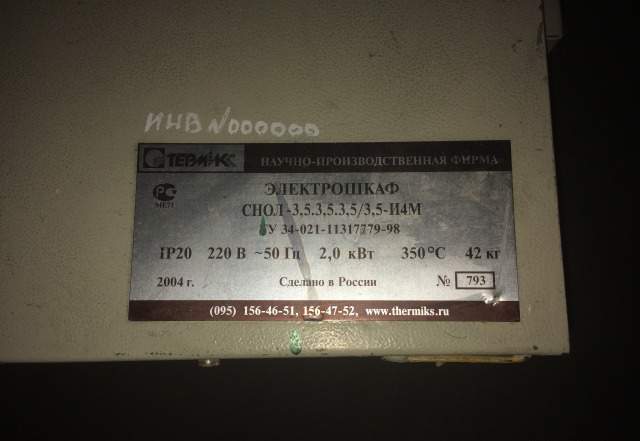 ИНВ N000000
ТЕРМИКС НАУЧНО-ПРОИЗВОДСТВЕННАЯ ФИРМА
ЭЛЕКТРОШКАФ
СНОЛ-3,5.3,5.3,5/3,5-И4М
ТУ 34-021-11317779-98
РС
МЕ71
IP20 220 В ~50 Гц 2,0 кВт 350°C 42 кг
2004 г. Сделано в России № 793
(095) 156-46-51, 156-47-52, www.thermiks.ru